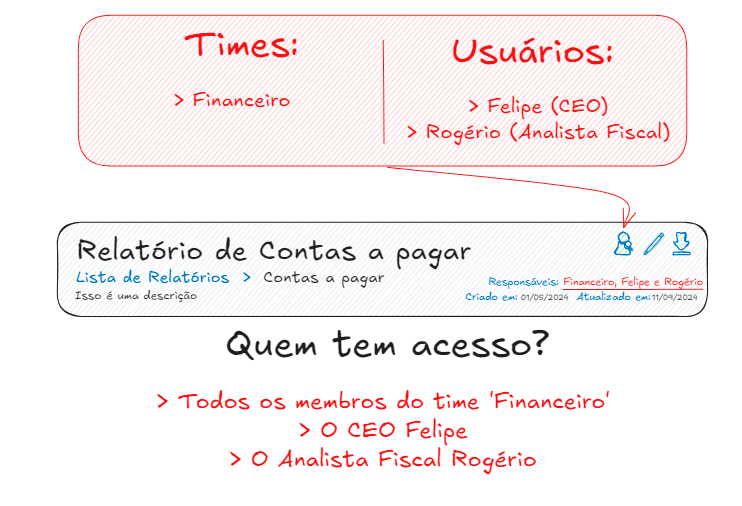 Times:
> Financeiro
Usuários:
> Felipe (CEO)
> Rogério (Analista Fiscal)
Relatório de Contas a pagar
Lista de Relatórios > Contas a pagar
Isso é uma descrição
Responsáveis: Financeiro, Felipe e Rogério
Criado em: 01/05/2024 Atualizado em: 11/09/2024
Quem tem acesso?
> Todos os membros do time 'Financeiro'
> O CEO Felipe
> O Analista Fiscal Rogério